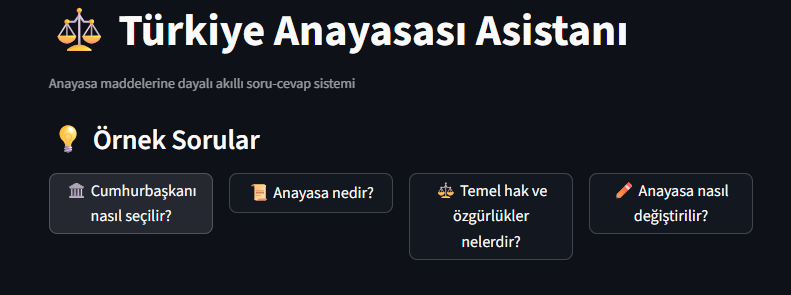 ⚖️ Türkiye Anayasası Asistanı
Anayasa maddelerine dayalı akıllı soru-cevap sistemi
💡 Örnek Sorular
🏛️ Cumhurbaşkanı
nasıl seçilir?
📜 Anayasa nedir?
⚖️ Temel hak ve
özgürlükler
nelerdir?
✏️ Anayasa nasıl
değiştirilir?